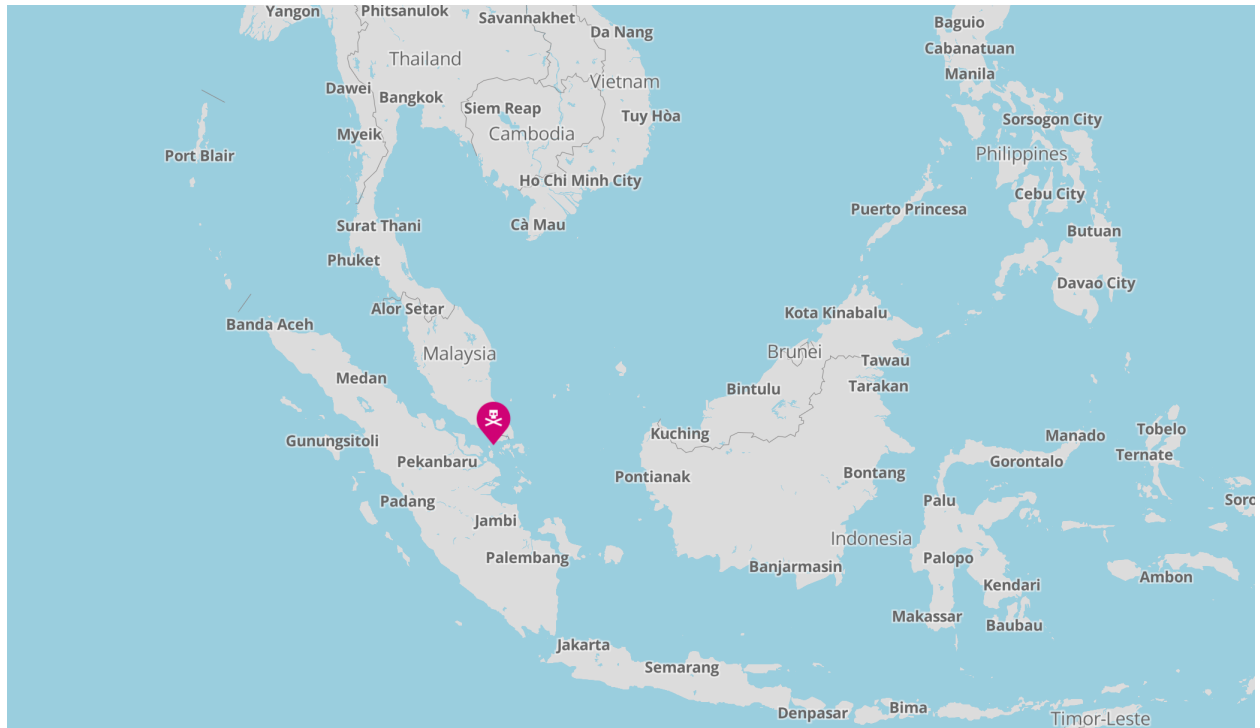 Yangon
Phitsanulok
Savannakhet
Da Nang
Baguio
Cabanatuan
Manila
Thailand
Vietnam
Dawei
Bangkok
Siem Reap
Tuy Hòa
Sorsogon City
Myeik
Cambodia
Port Blair
Philippines
Ho Chi Minh City
Cebu City
Puerto Princesa
Surat Thani
Cà Mau
Butuan
Phuket
Davao City
Alor Setar
Kota Kinabalu
Banda Aceh
Malaysia
Brunei
Tawau
Medan
Bintulu
Tarakan
Gunungsitoli
Kuching
Manado
Tobelo
Ternate
Pekanbaru
Gorontalo
Pontianak
Bontang
Padang
Palu
Soro
Jambi
Indonesia
Palembang
Palopo
Banjarmasin
Ambon
Kendari
Makassar
Baubau
Jakarta
Semarang
Bima
Denpasar
Timor-Leste